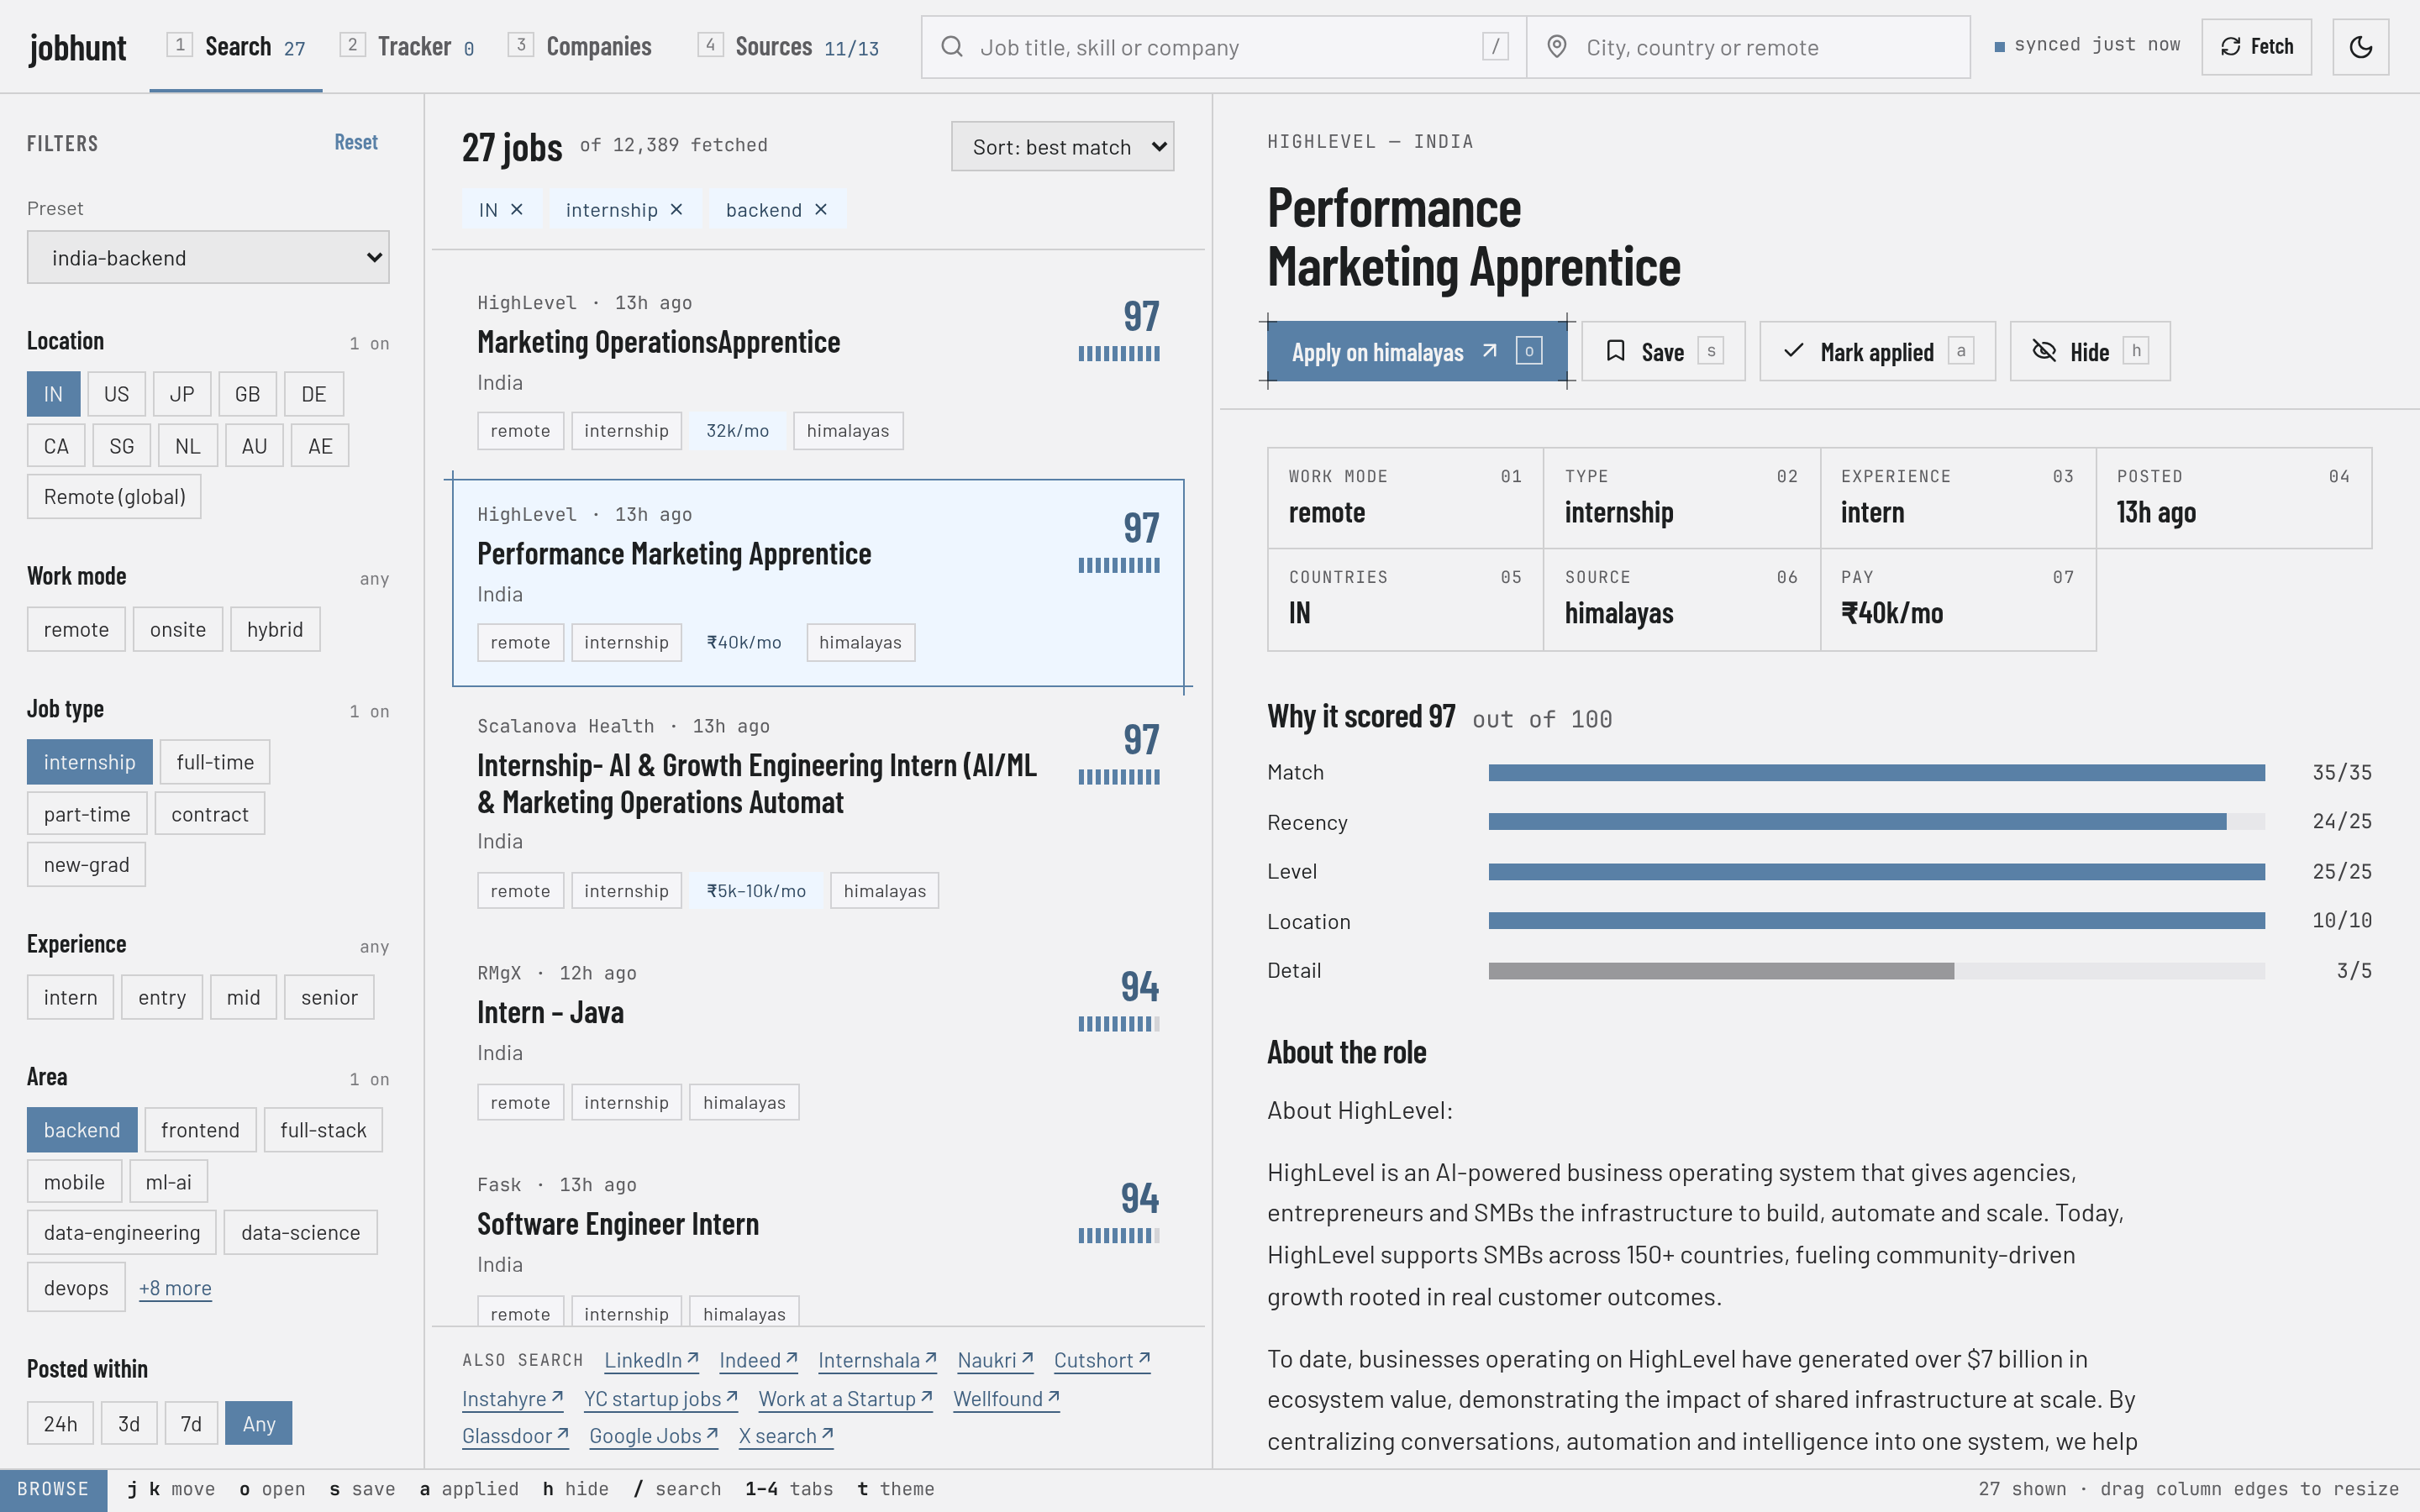 jobhunt
1 Search 27
2 Tracker 0
3 Companies
4 Sources 11/13
Job title, skill or company /
City, country or remote
synced just now
Fetch
FILTERS Reset
Preset
india-backend
Location 1 on
IN US JP GB DE
CA SG NL AU AE
Remote (global)
Work mode any
remote onsite hybrid
Job type 1 on
internship full-time
part-time contract
new-grad
Experience any
intern entry mid senior
Area 1 on
backend frontend full-stack
mobile ml-ai
data-engineering data-science
devops +8 more
Posted within
24h 3d 7d Any
27 jobs of 12,389 fetched
Sort: best match
IN × internship × backend ×
HighLevel · 13h ago
97
Marketing OperationsApprentice
India
remote internship 32k/mo himalayas
HighLevel · 13h ago
97
Performance Marketing Apprentice
India
remote internship ₹40k/mo himalayas
Scalanova Health · 13h ago
97
Internship- AI & Growth Engineering Intern (AI/ML
& Marketing Operations Automat
India
remote internship ₹5k–10k/mo himalayas
RMgX · 12h ago
94
Intern – Java
India
remote internship himalayas
Fask · 13h ago
94
Software Engineer Intern
India
remote internship himalayas
ALSO SEARCH LinkedIn↗ Indeed↗ Internshala↗ Naukri↗ Cutshort↗
Instahyre↗ YC startup jobs↗ Work at a Startup↗ Wellfound↗
Glassdoor↗ Google Jobs↗ X search↗
HIGHLEVEL — INDIA
Performance
Marketing Apprentice
Apply on himalayas ↗ o
Save s
Mark applied a
Hide h
WORK MODE 01
remote
TYPE 02
internship
EXPERIENCE 03
intern
POSTED 04
13h ago
COUNTRIES 05
IN
SOURCE 06
himalayas
PAY 07
₹40k/mo
Why it scored 97 out of 100
Match 35/35
Recency 24/25
Level 25/25
Location 10/10
Detail 3/5
About the role
About HighLevel:
HighLevel is an AI-powered business operating system that gives agencies,
entrepreneurs and SMBs the infrastructure to build, automate and scale. Today,
HighLevel supports SMBs across 150+ countries, fueling community-driven
growth rooted in real customer outcomes.
To date, businesses operating on HighLevel have generated over $7 billion in
ecosystem value, demonstrating the impact of shared infrastructure at scale. By
centralizing conversations, automation and intelligence into one system, we help
BROWSE j k move o open s save a applied h hide / search 1–4 tabs t theme
27 shown · drag column edges to resize